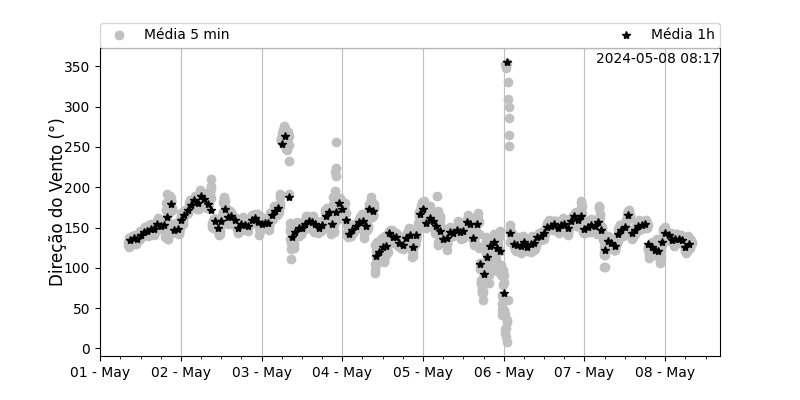 Média 5 min
Média 1h
2024-05-08 08:17
Direção do Vento (°)
350
300
250
200
150
100
50
0
01 - May
02 - May
03 - May
04 - May
05 - May
06 - May
07 - May
08 - May